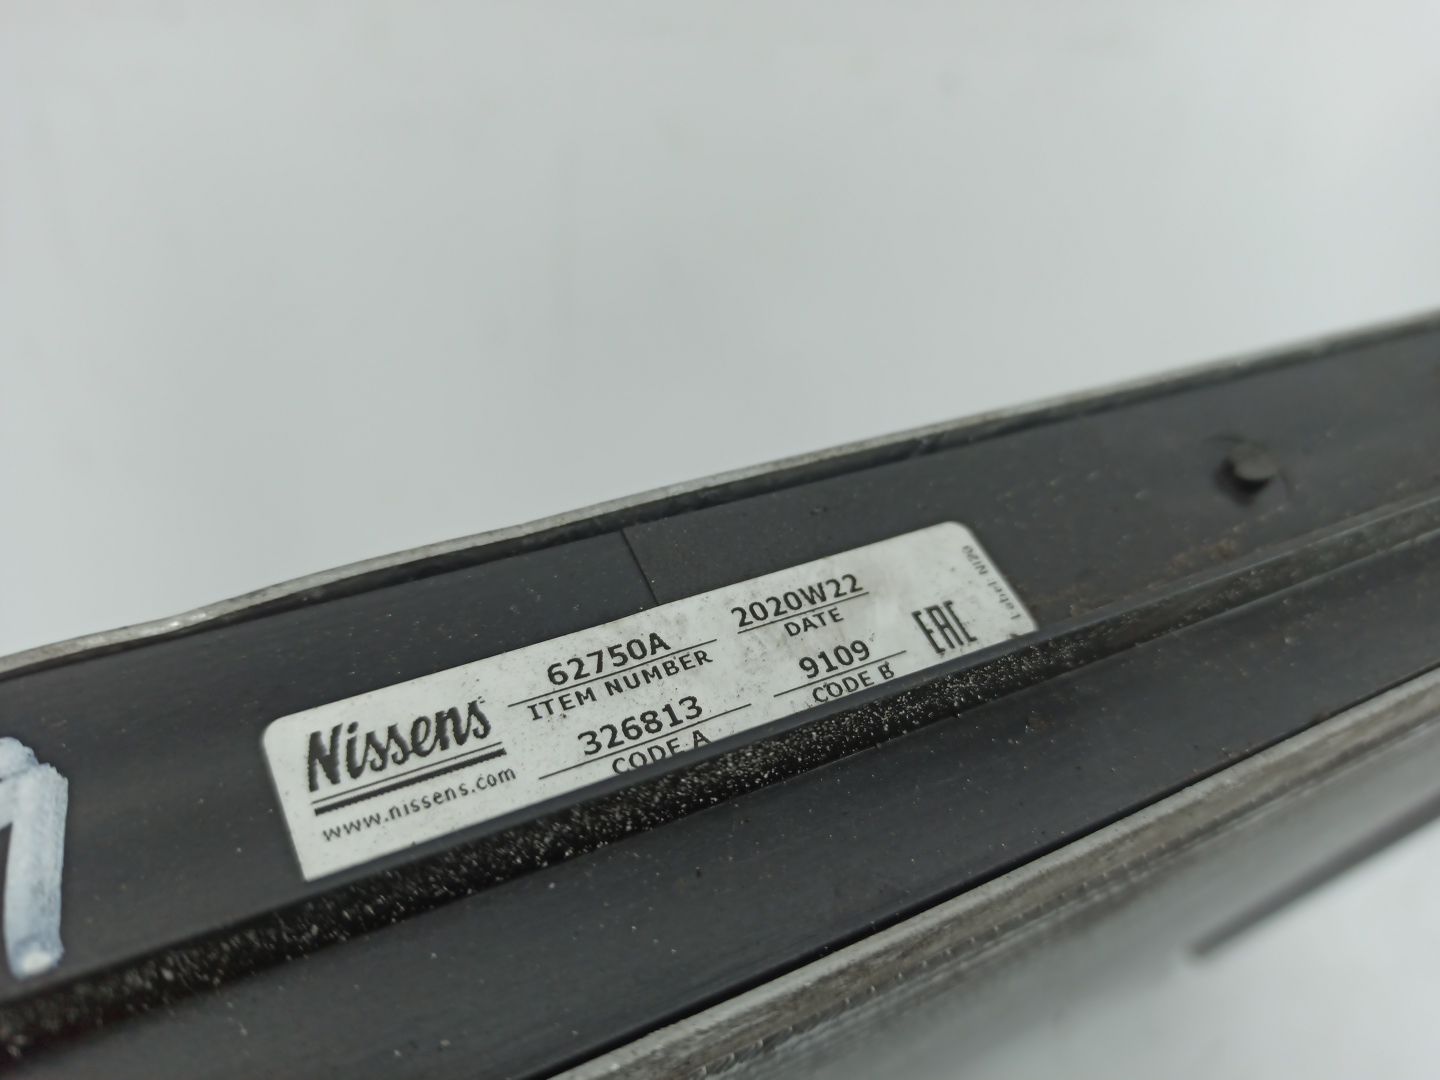 Nissens
www.nissens.com
62750A
ITEM NUMBER
2020W22
DATE
326813
CODE A
9109
CODE B
EAC